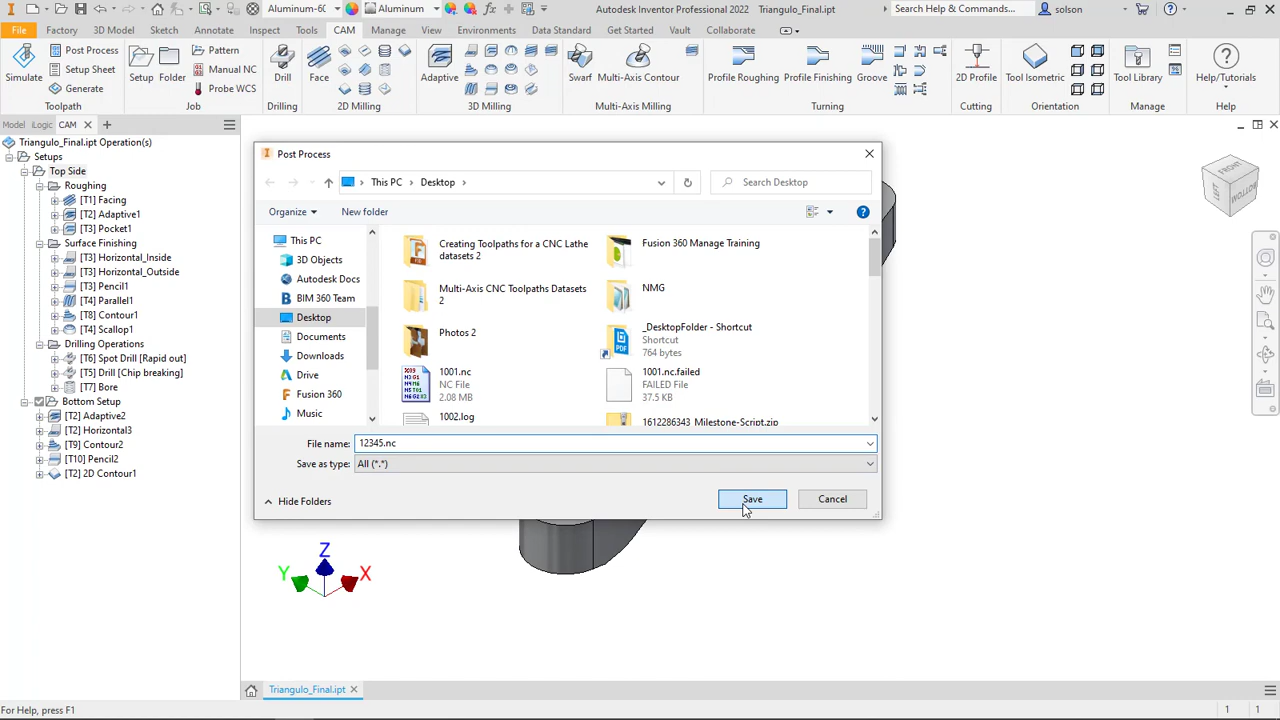 Aluminum-60
Aluminum
Autodesk Inventor Professional 2022
Triangulo_Final.ipt
Search Help & Commands...
solson
File
Factory
3D Model
Sketch
Annotate
Inspect
Tools
CAM
Manage
View
Environments
Data Standard
Get Started
Vault
Collaborate
Simulate
Post Process
Setup Sheet
Generate
Toolpath
Setup
Folder
Pattern
Manual NC
Probe WCS
Job
Drill
Drilling
Face
2D Milling
Adaptive
3D Milling
Swarf
Multi-Axis Contour
Multi-Axis Milling
Profile Roughing
Profile Finishing
Groove
Turning
2D Profile
Cutting
Tool Isometric
Orientation
Tool Library
Manage
Help/Tutorials
Help
Model
iLogic
CAM
Triangulo_Final.ipt Operation(s)
Setups
Top Side
Roughing
[T1] Facing
[T2] Adaptive1
[T3] Pocket1
Surface Finishing
[T3] Horizontal_Inside
[T3] Horizontal_Outside
[T3] Pencil1
[T4] Parallel1
[T8] Contour1
[T4] Scallop1
Drilling Operations
[T6] Spot Drill [Rapid out]
[T5] Drill [Chip breaking]
[T7] Bore
Bottom Setup
[T2] Adaptive2
[T2] Horizontal3
[T9] Contour2
[T10] Pencil2
[T2] 2D Contour1
Post Process
This PC
Desktop
Search Desktop
Organize
New folder
This PC
3D Objects
Autodesk Docs
BIM 360 Team
Desktop
Documents
Downloads
Drive
Fusion 360
Music
Creating Toolpaths for a CNC Lathe
datasets 2
Fusion 360 Manage Training
Multi-Axis CNC Toolpaths Datasets
2
NMG
Photos 2
_DesktopFolder - Shortcut
Shortcut
764 bytes
1001.nc
NC File
2.08 MB
1001.nc.failed
FAILED File
37.5 KB
1002.log
1612286343_Milestone-Script.zip
File name:
12345.nc
Save as type:
All (*.*)
Hide Folders
Save
Cancel
BOTTOM
Z
Y
X
Triangulo_Final.ipt
For Help, press F1
1
1